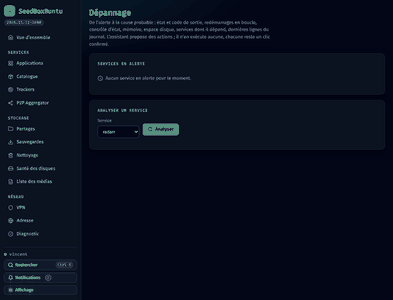 SeedBoxUntu
Vue d'ensemble
SERVICES
Applications
Catalogue
Trackers
P2P Aggregator
STOCKAGE
Partages
Sauvegardes
Nettoyage
Santé des disques
Liste des médias
RÉSEAU
VPN
Adresse
Diagnostic
vincent
Rechercher
Ctrl K
Notifications
Affichage
Dépannage
De l'alerte à la cause probable : état et code de sortie, redémarrages en boucle,
contrôle d'état, mémoire, espace disque, services dont il dépend, dernières lignes du
journal. L'assistant propose des actions ; il n'en exécute aucune, chacune reste un clic
confirmé.
SERVICES EN ALERTE
Aucun service en alerte pour le moment.
ANALYSER UN SERVICE
Service
radarr
Analyser